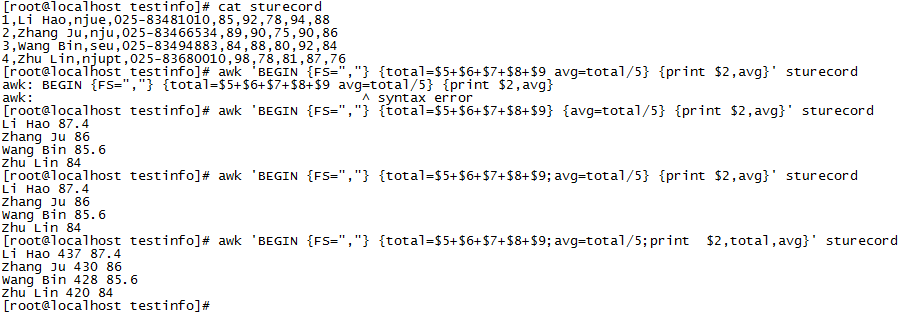 [root@localhost testinfo]# cat sturecord
1,Li Hao,njue,025-83481010,85,92,78,94,88
2,Zhang Ju,nju,025-83466534,89,90,75,90,86
3,Wang Bin,seu,025-83494883,84,88,80,92,84
4,Zhu Lin,njupt,025-83680010,98,78,81,87,76
[root@localhost testinfo]# awk 'BEGIN {FS=","} {total=$5+$6+$7+$8+$9 avg=total/5} {print $2,avg}' sturecord
awk: BEGIN {FS=","} {total=$5+$6+$7+$8+$9 avg=total/5} {print $2,avg}
awk:                                          ^ syntax error
[root@localhost testinfo]# awk 'BEGIN {FS=","} {total=$5+$6+$7+$8+$9} {avg=total/5} {print $2,avg}' sturecord
Li Hao 87.4
Zhang Ju 86
Wang Bin 85.6
Zhu Lin 84
[root@localhost testinfo]# awk 'BEGIN {FS=","} {total=$5+$6+$7+$8+$9;avg=total/5} {print $2,avg}' sturecord
Li Hao 87.4
Zhang Ju 86
Wang Bin 85.6
Zhu Lin 84
[root@localhost testinfo]# awk 'BEGIN {FS=","} {total=$5+$6+$7+$8+$9;avg=total/5;print  $2,total,avg}' sturecord
Li Hao 437 87.4
Zhang Ju 430 86
Wang Bin 428 85.6
Zhu Lin 420 84
[root@localhost testinfo]#